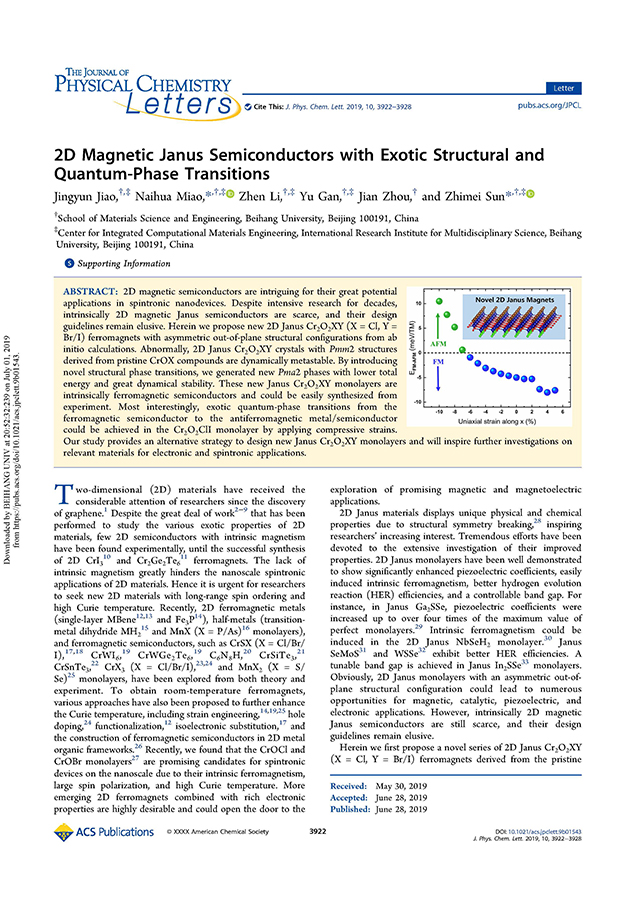 THE JOURNAL OF
PHYSICAL CHEMISTRY
Letters
Cite This: J. Phys. Chem. Lett. 2019, 10, 3922−3928
Letter
pubs.acs.org/JPCL
2D Magnetic Janus Semiconductors with Exotic Structural and
Quantum-Phase Transitions
Jingyun Jiao,†,‡ Naihua Miao,*,†,‡ Zhen Li,†,‡ Yu Gan,†,‡ Jian Zhou,† and Zhimei Sun*,†,‡
†School of Materials Science and Engineering, Beihang University, Beijing 100191, China
‡Center for Integrated Computational Materials Engineering, International Research Institute for Multidisciplinary Science, Beihang
University, Beijing 100191, China
S Supporting Information
ABSTRACT: 2D magnetic semiconductors are intriguing for their great potential
applications in spintronic nanodevices. Despite intensive research for decades,
intrinsically 2D magnetic Janus semiconductors are scarce, and their design
guidelines remain elusive. Herein we propose new 2D Janus Cr2O2XY (X = Cl, Y =
Br/I) ferromagnets with asymmetric out-of-plane structural configurations from ab
initio calculations. Abnormally, 2D Janus Cr2O2XY crystals with Pmm2 structures
derived from pristine CrOX compounds are dynamically metastable. By introducing
novel structural phase transitions, we generated new Pma2 phases with lower total
energy and great dynamical stability. These new Janus Cr2O2XY monolayers are
intrinsically ferromagnetic semiconductors and could be easily synthesized from
experiment. Most interestingly, exotic quantum-phase transitions from the
ferromagnetic semiconductor to the antiferromagnetic metal/semiconductor
could be achieved in the Cr2O2ClI monolayer by applying compressive strains.
Our study provides an alternative strategy to design new Janus Cr2O2XY monolayers and will inspire further investigations on
relevant materials for electronic and spintronic applications.
Novel 2D Janus Magnets
AFM
FM
EFM-AFM (meV/TM)
10
5
0
-5
-10
-10 -8 -6 -4 -2 0 2 4 6
Uniaxial strain along x (%)
Two-dimensional (2D) materials have received the
considerable attention of researchers since the discovery
of graphene.1 Despite the great deal of work2−9 that has been
performed to study the various exotic properties of 2D
materials, few 2D semiconductors with intrinsic magnetism
have been found experimentally, until the successful synthesis
of 2D CrI3 10 and Cr2Ge2Te6 11 ferromagnets. The lack of
intrinsic magnetism greatly hinders the nanoscale spintronic
applications of 2D materials. Hence it is urgent for researchers
to seek new 2D materials with long-range spin ordering and
high Curie temperature. Recently, 2D ferromagnetic metals
(single-layer MBene12,13 and Fe3P14), half-metals (transition-
metal dihydride MH2 15 and MnX (X = P/As)16 monolayers),
and ferromagnetic semiconductors, such as CrSX (X = Cl/Br/
I),17,18 CrWI6,19 CrWGe2Te6,19 C6N8H,20 CrSiTe3,21
CrSnTe3,22 CrX3 (X = Cl/Br/I),23,24 and MnX2 (X = S/
Se)25 monolayers, have been explored from both theory and
experiment. To obtain room-temperature ferromagnets,
various approaches have also been proposed to further enhance
the Curie temperature, including strain engineering,14,19,25 hole
doping,24 functionalization,12 isoelectronic substitution,17 and
the construction of ferromagnetic semiconductors in 2D metal
organic frameworks.26 Recently, we found that the CrOCl and
CrOBr monolayers27 are promising candidates for spintronic
devices on the nanoscale due to their intrinsic ferromagnetism,
large spin polarization, and high Curie temperature. More
emerging 2D ferromagnets combined with rich electronic
properties are highly desirable and could open the door to the
exploration of promising magnetic and magnetoelectric
applications.
2D Janus materials displays unique physical and chemical
properties due to structural symmetry breaking,28 inspiring
researchers' increasing interest. Tremendous efforts have been
devoted to the extensive investigation of their improved
properties. 2D Janus monolayers have been well demonstrated
to show significantly enhanced piezoelectric coefficients, easily
induced intrinsic ferromagnetism, better hydrogen evolution
reaction (HER) efficiencies, and a controllable band gap. For
instance, in Janus Ga2SSe, piezoelectric coefficients were
increased up to over four times of the maximum value of
perfect monolayers.29 Intrinsic ferromagnetism could be
induced in the 2D Janus NbSeH2 monolayer.30 Janus
SeMoS31 and WSSe32 exhibit better HER efficiencies. A
tunable band gap is achieved in Janus In2SSe33 monolayers.
Obviously, 2D Janus monolayers with an asymmetric out-of-
plane structural configuration could lead to numerous
opportunities for magnetic, catalytic, piezoelectric, and
electronic applications. However, intrinsically 2D magnetic
Janus semiconductors are still scarce, and their design
guidelines remain elusive.
Herein we first propose a novel series of 2D Janus Cr2O2XY
(X = Cl, Y = Br/I) ferromagnets derived from the pristine
Received: May 30, 2019
Accepted: June 28, 2019
Published: June 28, 2019
ACS Publications
© XXXX American Chemical Society
3922
DOI: 10.1021/acs.jpclett.9b01543
J. Phys. Chem. Lett. 2019, 10, 3922−3928
Downloaded by BEIHANG UNIV at 20:52:32:239 on July 01, 2019
from https://pubs.acs.org/doi/10.1021/acs.jpclett.9b01543.